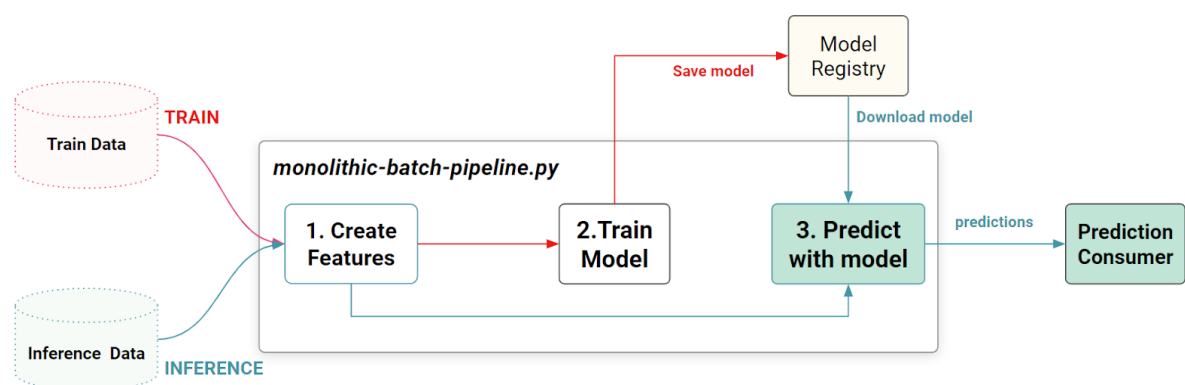 Model
Registry
Save model
TRAIN
Download model
Train Data
monolithic-batch-pipeline.py
1. Create
Features
2.Train
Model
3. Predict
with model
predictions
Prediction
Consumer
Inference Data
INFERENCE